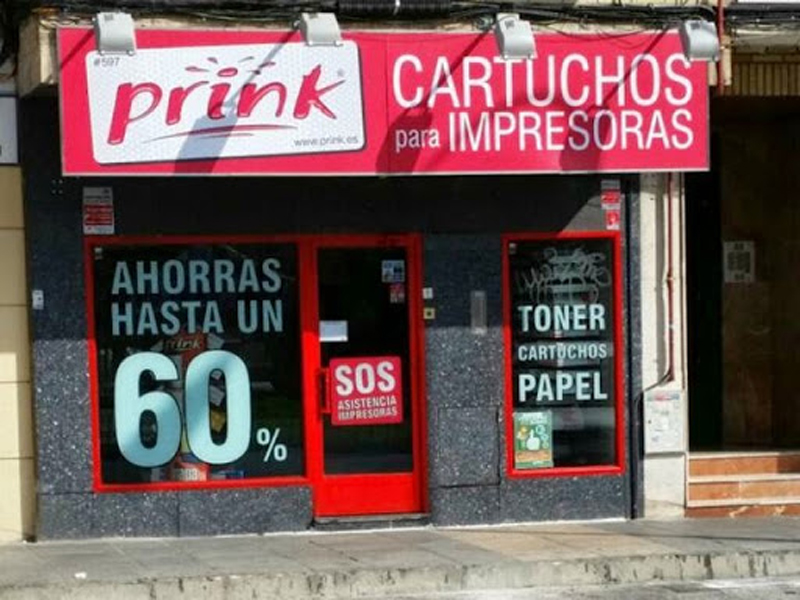 #597
prink®
www.prink.es
CARTUCHOS
para IMPRESORAS
AHORRAS
HASTA UN
60%
SOS
ASISTENCIA
IMPRESORAS
TONER
CARTUCHOS
PAPEL